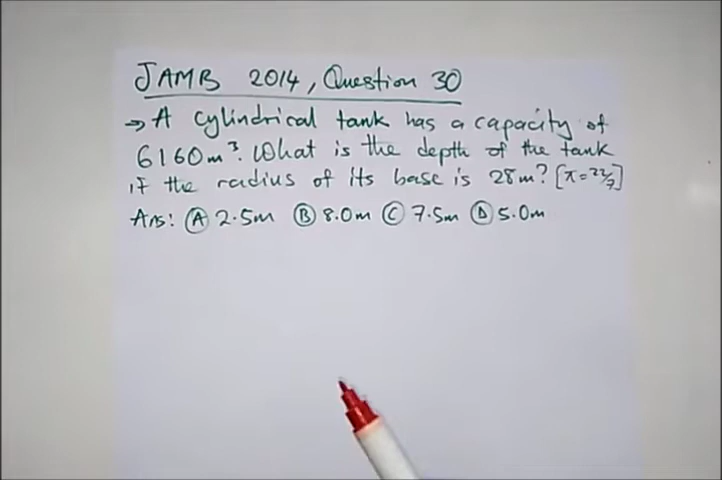 JAMB 2014, Question 30
→ A cylindrical tank has a capacity of
6160m³. What is the depth of the tank
if the radius of its base is 28m? [π=22/7]
Ans: Ⓐ 2.5m Ⓑ 8.0m Ⓒ 7.5m Ⓓ 5.0m